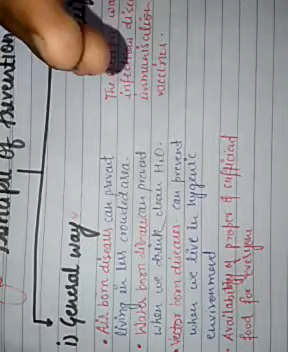 Principle of Prevention
i) General way
• Air born diseases can prevent
living in less crowded area.
• Water born diseases can prevent
when we drink clean H2O.
Vector born diseases can prevent
when we live in hygenic
environment
Availability of proper & sufficient
food for everyone
The
infectious
immunisation
vaccines.